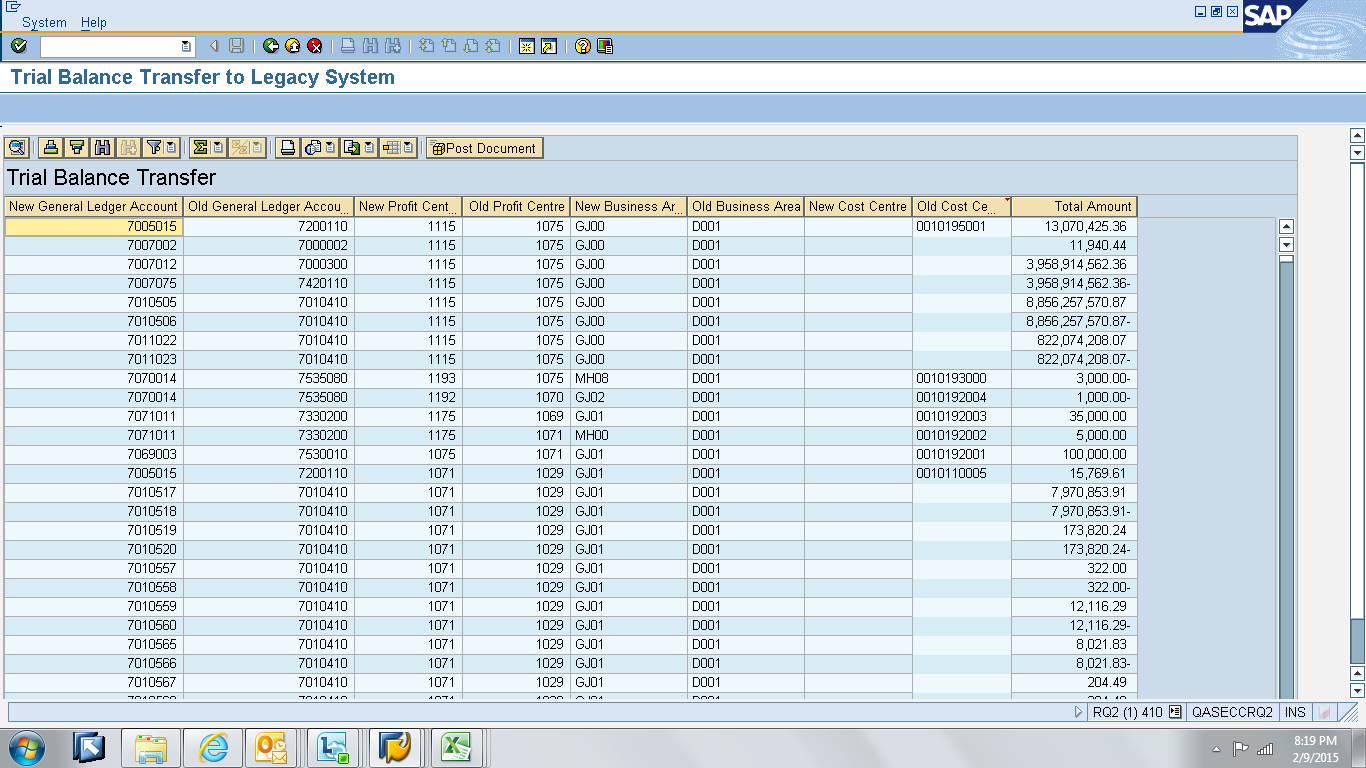 System Help
SAP
Trial Balance Transfer to Legacy System
Post Document
Trial Balance Transfer
New General Ledger Account Old General Ledger Accou... New Profit Cent... Old Profit Centre New Business Ar... Old Business Area New Cost Centre Old Cost Ce... Total Amount
7005015 7200110 1115 1075 GJ00 D001 0010195001 13,070,425.36
7007002 7000002 1115 1075 GJ00 D001 11,940.44
7007012 7000300 1115 1075 GJ00 D001 3,958,914,562.36
7007075 7420110 1115 1075 GJ00 D001 3,958,914,562.36-
7010505 7010410 1115 1075 GJ00 D001 8,856,257,570.87
7010506 7010410 1115 1075 GJ00 D001 8,856,257,570.87-
7011022 7010410 1115 1075 GJ00 D001 822,074,208.07
7011023 7010410 1115 1075 GJ00 D001 822,074,208.07-
7070014 7535080 1193 1075 MH08 D001 0010193000 3,000.00-
7070014 7535080 1192 1070 GJ02 D001 0010192004 1,000.00-
7071011 7330200 1175 1069 GJ01 D001 0010192003 35,000.00
7071011 7330200 1175 1071 MH00 D001 0010192002 5,000.00
7069003 7530010 1075 1071 GJ01 D001 0010192001 100,000.00
7005015 7200110 1071 1029 GJ01 D001 0010110005 15,769.61
7010517 7010410 1071 1029 GJ01 D001 7,970,853.91
7010518 7010410 1071 1029 GJ01 D001 7,970,853.91-
7010519 7010410 1071 1029 GJ01 D001 173,820.24
7010520 7010410 1071 1029 GJ01 D001 173,820.24-
7010557 7010410 1071 1029 GJ01 D001 322.00
7010558 7010410 1071 1029 GJ01 D001 322.00-
7010559 7010410 1071 1029 GJ01 D001 12,116.29
7010560 7010410 1071 1029 GJ01 D001 12,116.29-
7010565 7010410 1071 1029 GJ01 D001 8,021.83
7010566 7010410 1071 1029 GJ01 D001 8,021.83-
7010567 7010410 1071 1029 GJ01 D001 204.49
RQ2 (1) 410 QASECCRQ2 INS
8:19 PM
2/9/2015